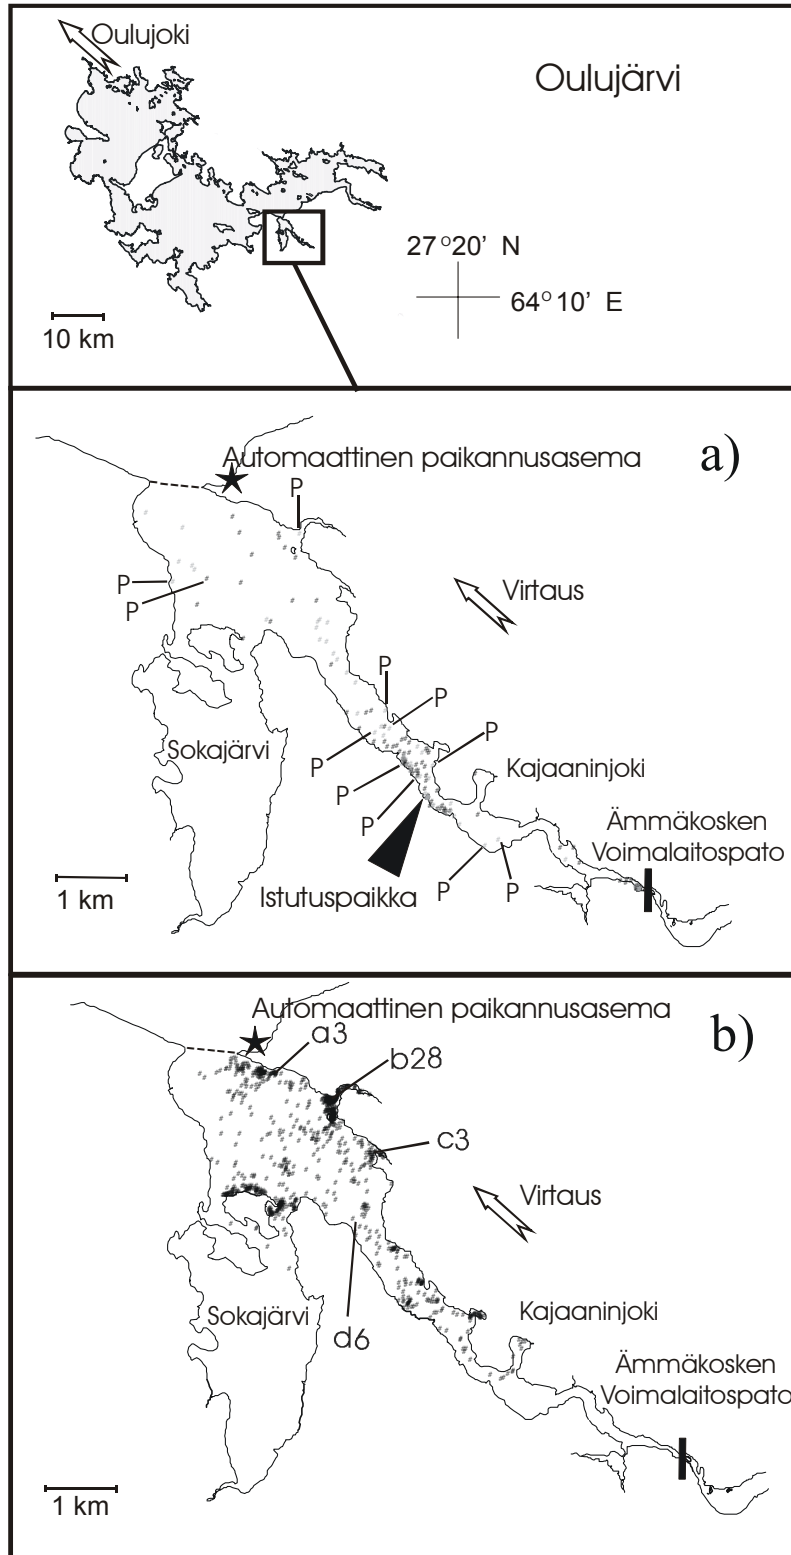 Oulujoki
Oulujärvi
27°20' N
64°10' E
10 km
a)
Automaattinen paikannusasema
P
P
P
Virtaus
P
P
P
Sokajärvi
P
Kajaaninjoki
P
P
Ämmäkosken
Voimalaitospato
1 km
Istutuspaikka
P
P
Automaattinen paikannusasema
b)
a3
b28
c3
Virtaus
Sokajärvi
Kajaaninjoki
d6
Ämmäkosken
Voimalaitospato
1 km